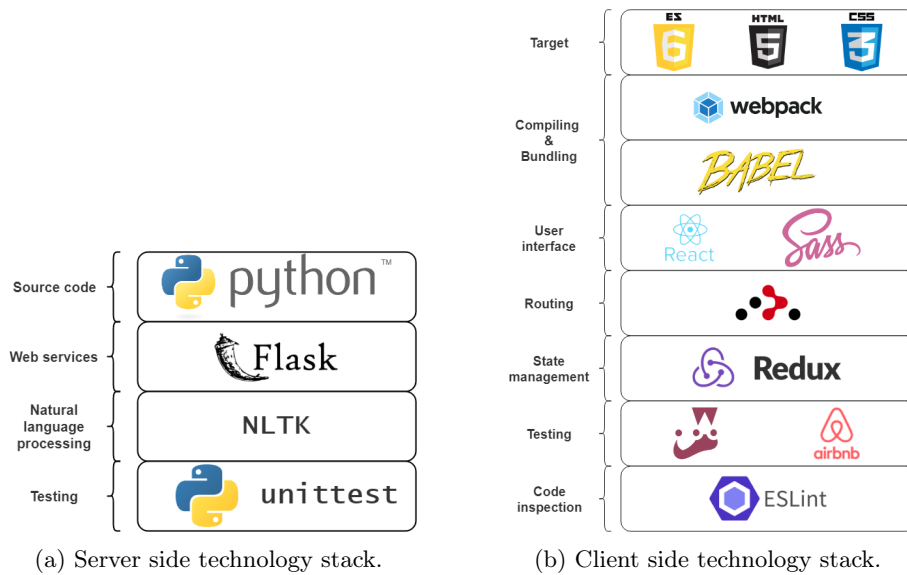 Source code
python™
Web services
Flask
Natural
language
processing
NLTK
Testing
unittest
(a) Server side technology stack.
Target
ES
6
HTML
5
CSS
3
Compiling
&
Bundling
webpack
BABEL
User
interface
React
Sass
Routing
State
management
Redux
Testing
airbnb
Code
inspection
ESLint
(b) Client side technology stack.